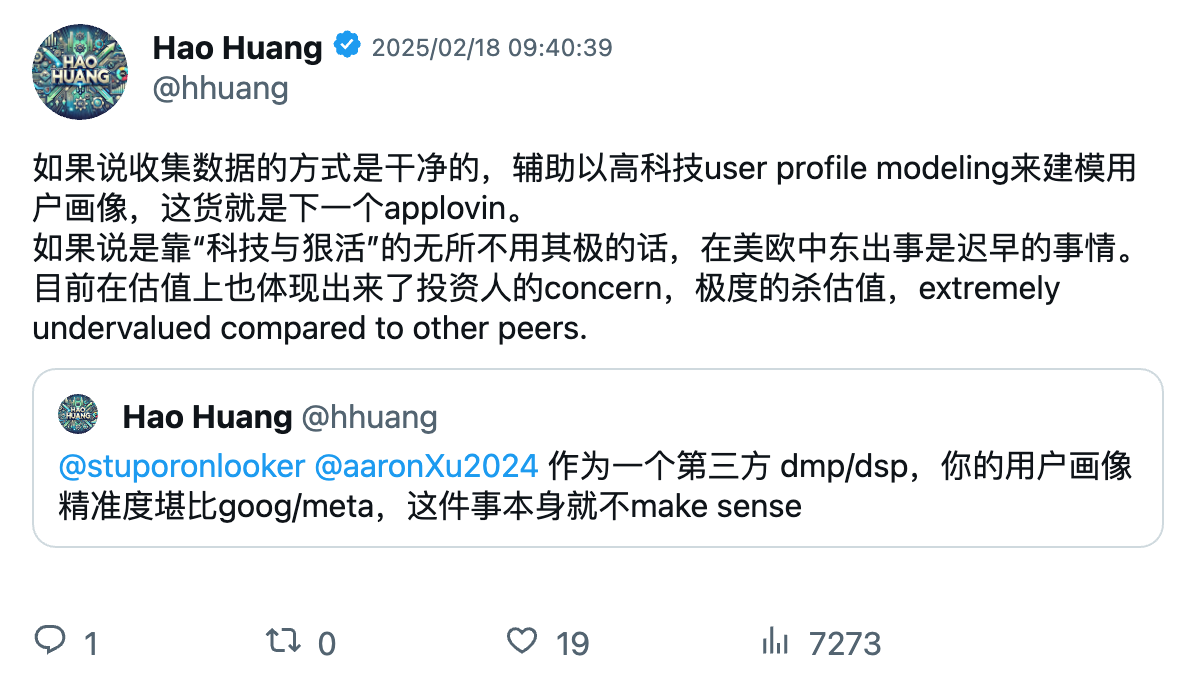 HAO
HUANG
Hao Huang 2025/02/18 09:40:39
@hhuang
如果说收集数据的方式是干净的，辅助以高科技user profile modeling来建模用
户画像，这货就是下一个applovin。
如果说是靠“科技与狠活”的无所不用其极的话，在美欧中东出事是迟早的事情。
目前在估值上也体现出来了投资人的concern，极度的杀估值，extremely
undervalued compared to other peers.
HAO
HUANG
Hao Huang @hhuang
@stuporonlooker @aaronXu2024 作为一个第三方 dmp/dsp，你的用户画像
精准度堪比goog/meta，这件事本身就不make sense
1 0 19 7273